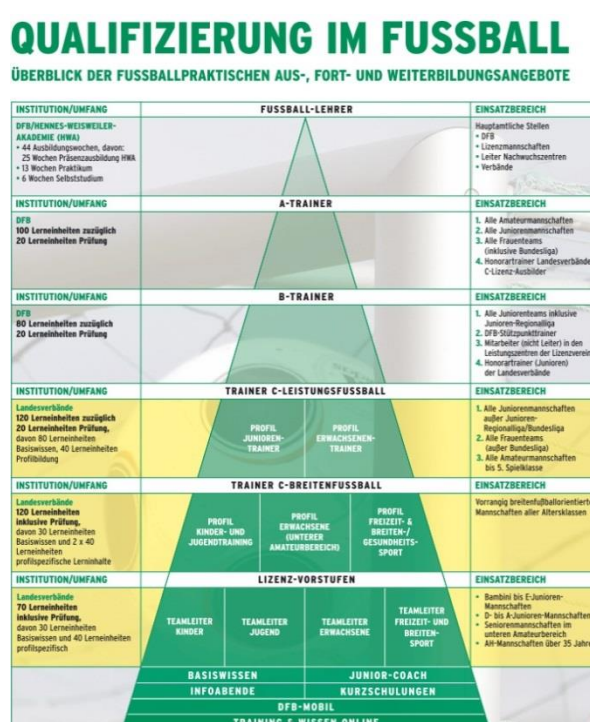 QUALIFIZIERUNG IM FUSSBALL
ÜBERBLICK DER FUSSBALLPRAKTISCHEN AUS-, FORT- UND WEITERBILDUNGSANGEBOTE
INSTITUTION/UMFANG
FUSSBALL-LEHRER
EINSATZBEREICH
DFB/HENNES-WEISWEILER-
AKADEMIE (HWA)
• 44 Ausbildungswochen, davon:
25 Wochen Präsenzausbildung HWA
• 13 Wochen Praktikum
• 6 Wochen Selbststudium
Hauptamtliche Stellen
• DFB
• Lizenzmannschaften
• Leiter Nachwuchszentren
• Verbände
INSTITUTION/UMFANG
A-TRAINER
EINSATZBEREICH
DFB
100 Lerneinheiten zuzüglich
20 Lerneinheiten Prüfung
1. Alle Amateurmannschaften
2. Alle Juniorenmannschaften
3. Alle Frauenteams
(inklusive Bundesliga)
4. Honorartrainer Landesverbände
C-Lizenz-Ausbilder
INSTITUTION/UMFANG
B-TRAINER
EINSATZBEREICH
DFB
80 Lerneinheiten zuzüglich
20 Lerneinheiten Prüfung
1. Alle Juniorenteams inklusive
Junioren-Regionalliga
2. DFB-Stützpunkttrainer
3. Mitarbeiter (nicht Leiter) in den
Leistungszentren der Lizenzverein
4. Honorartrainer (Junioren)
der Landesverbände
INSTITUTION/UMFANG
TRAINER C-LEISTUNGSFUSSBALL
EINSATZBEREICH
Landesverbände
120 Lerneinheiten zuzüglich
20 Lerneinheiten Prüfung,
davon 80 Lerneinheiten
Basiswissen, 40 Lerneinheiten
Profilbildung
PROFIL
JUNIOREN-
TRAINER
PROFIL
ERWACHSENEN-
TRAINER
1. Alle Juniorenmannschaften
außer Junioren-
Regionalliga/Bundesliga
2. Alle Frauenteams
(außer Bundesliga)
3. Alle Amateurmannschaften
bis 5. Spielklasse
INSTITUTION/UMFANG
TRAINER C-BREITENFUSSBALL
EINSATZBEREICH
Landesverbände
120 Lerneinheiten
inklusive Prüfung,
davon 30 Lerneinheiten
Basiswissen und 2 x 40
Lerneinheiten
profilspezifische Lerninhalte
PROFIL
KINDER- UND
JUGENDTRAINING
PROFIL
ERWACHSENE
(UNTERER
AMATEURBEREICH)
PROFIL
FREIZEIT- &
BREITEN-/
GESUNDHEITS-
SPORT
Vorrangig breitenfußballorientierte
Mannschaften aller Altersklassen
INSTITUTION/UMFANG
LIZENZ-VORSTUFEN
EINSATZBEREICH
Landesverbände
70 Lerneinheiten
inklusive Prüfung,
davon 30 Lerneinheiten
Basiswissen und 40 Lerneinheiten
profilspezifisch
TEAMLEITER
KINDER
TEAMLEITER
JUGEND
TEAMLEITER
ERWACHSENE
TEAMLEITER
FREIZEIT- UND
BREITEN-
SPORT
• Bambini bis E-Junioren-
Mannschaften
• D- bis A-Junioren-Mannschaften
• Seniorenmannschaften im
unteren Amateurbereich
• AH-Mannschaften über 35 Jahre
BASISWISSEN
JUNIOR-COACH
INFOABENDE
KURZSCHULUNGEN
DFB-MOBIL
TRAINING & WISSEN ONLINE